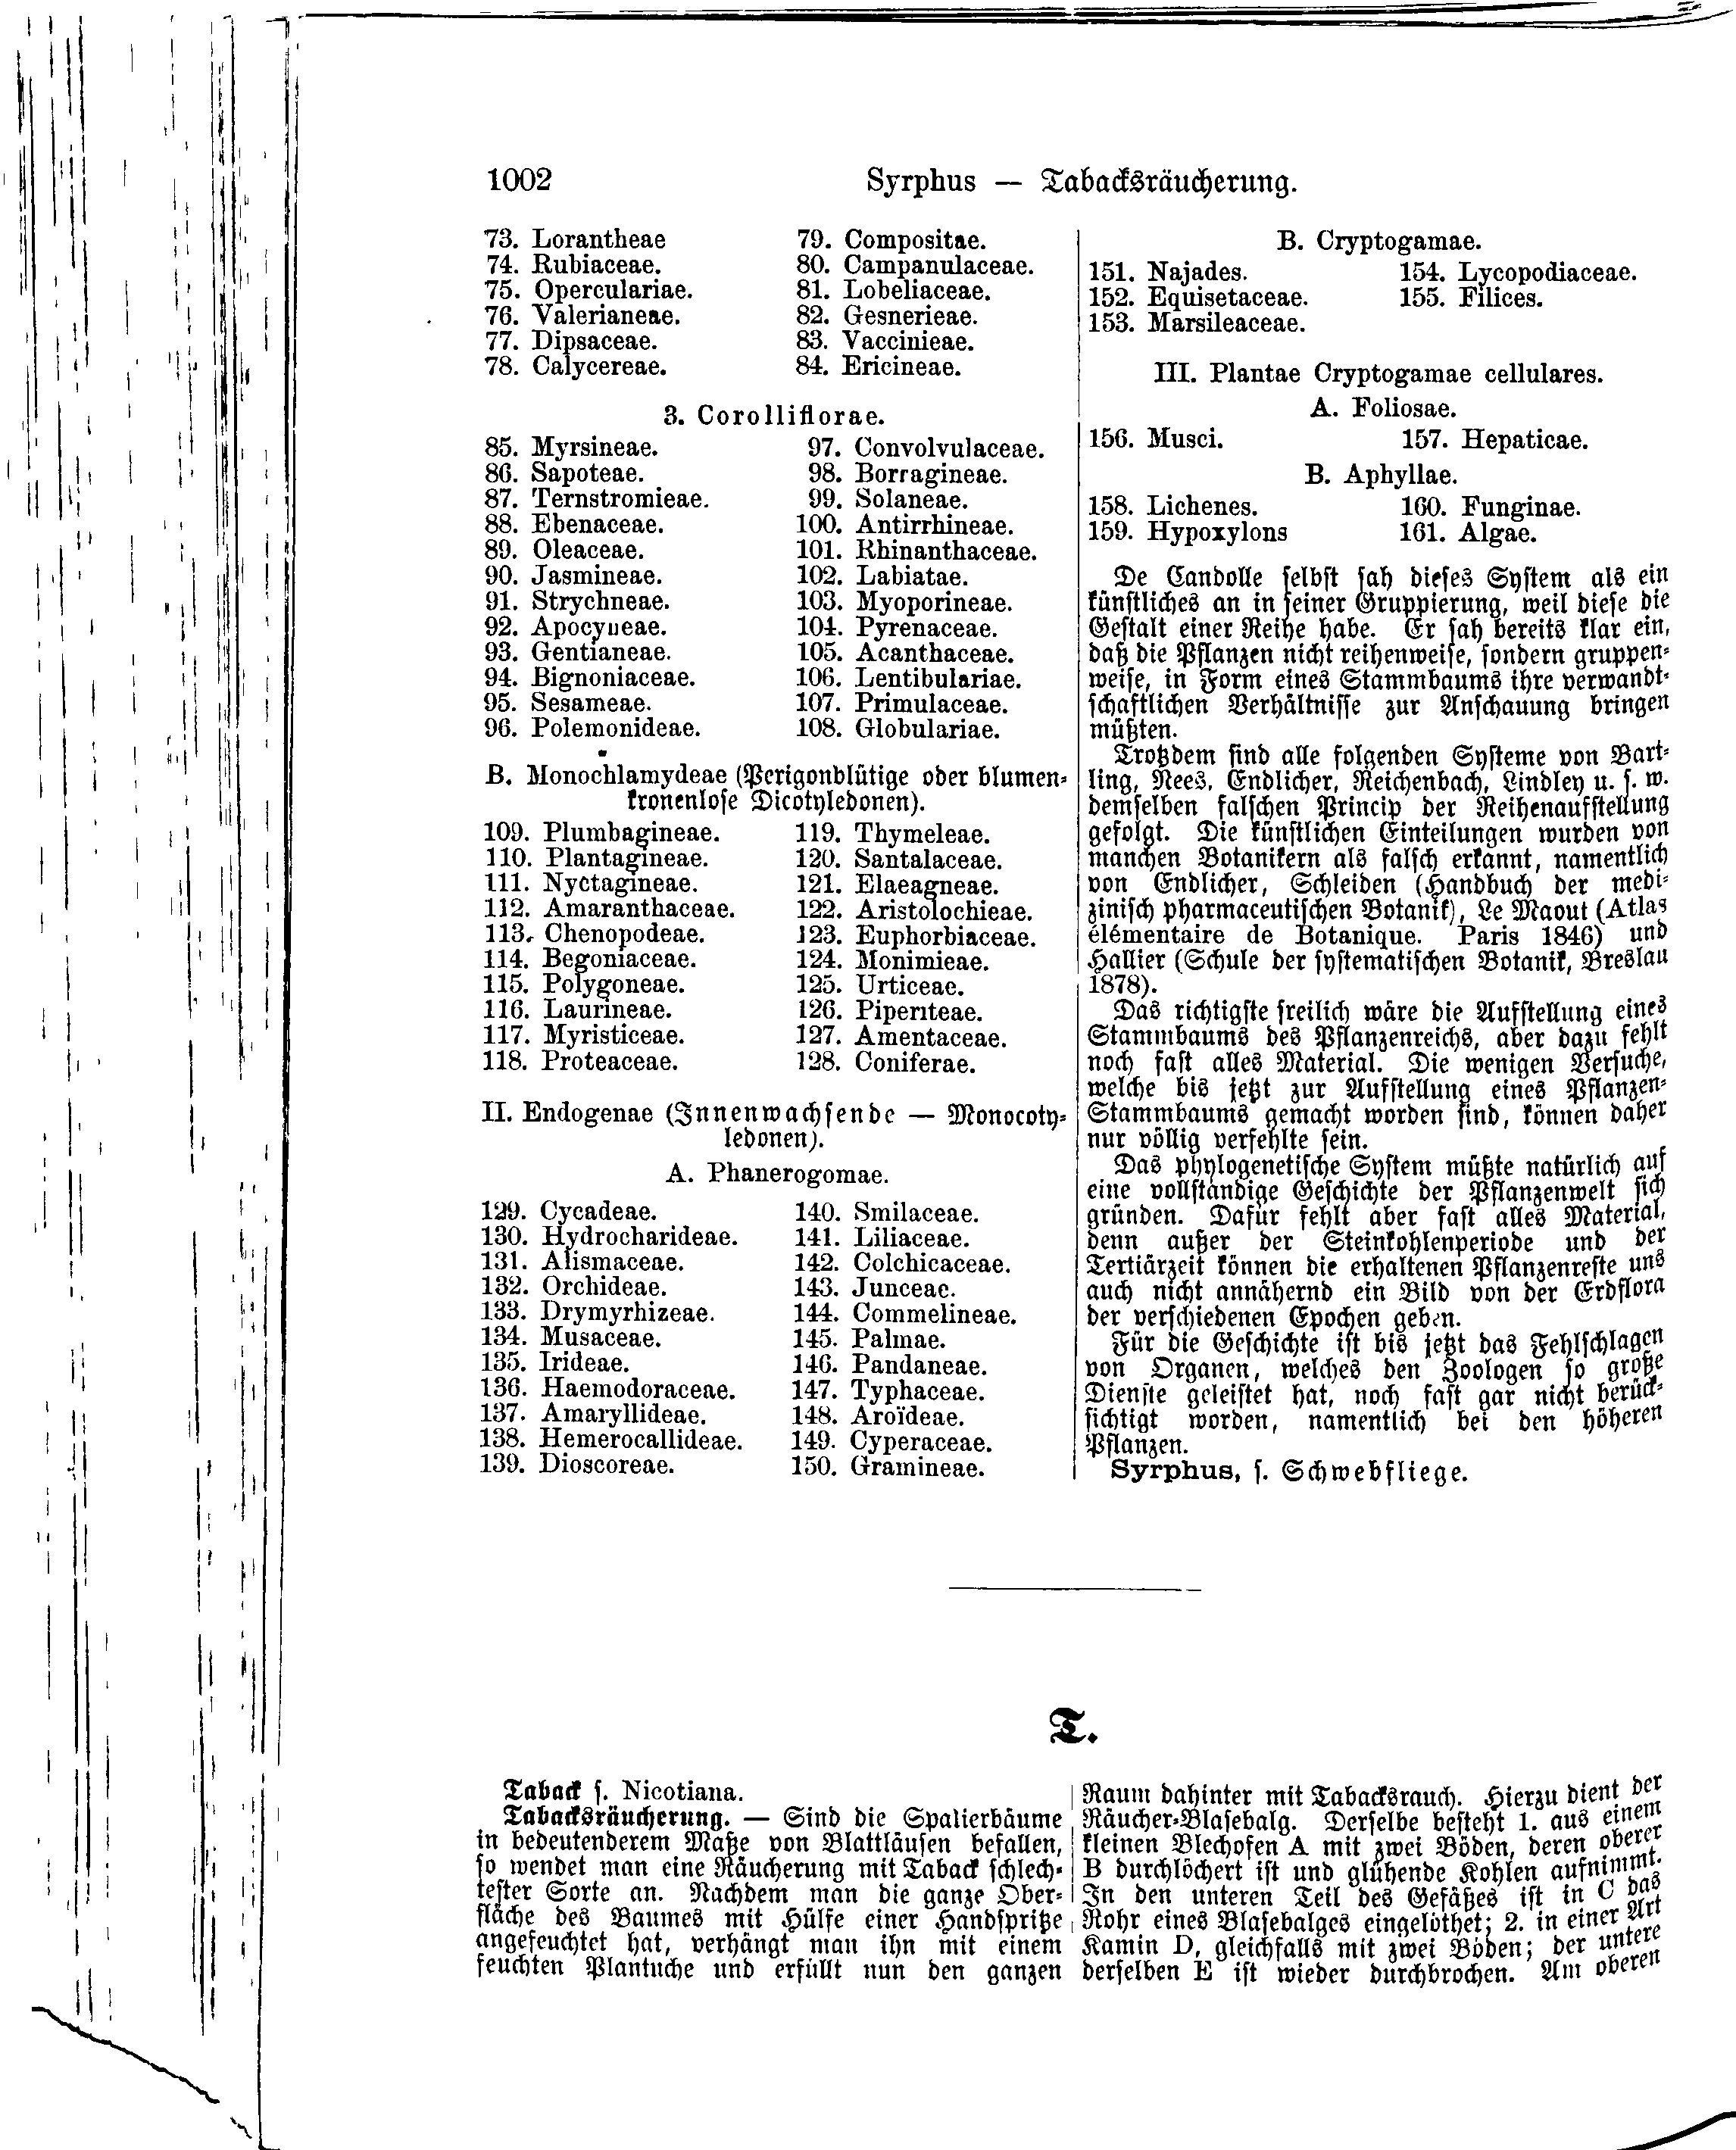 1002
Syrphus — Tabacksräucherung.
73. Lorantheae
74. Rubiaceae.
75. Operculariae.
76. Valerianeae.
77. Dipsaceae.
78. Calycereae.
79. Compositae.
80. Campanulaceae.
81. Lobeliaceae.
82. Gesnerieae.
83. Vaccinieae.
84. Ericineae.
3. Corolliflorae.
85. Myrsineae.
86. Sapoteae.
87. Ternstromieae.
88. Ebenaceae.
89. Oleaceae.
90. Jasmineae.
91. Strychneae.
92. Apocyneae.
93. Gentianeae.
94. Bignoniaceae.
95. Sesameae.
96. Polemonideae.
97. Convolvulaceae.
98. Borragineae.
99. Solaneae.
100. Antirrhineae.
101. Rhinanthaceae.
102. Labiatae.
103. Myoporineae.
104. Pyrenaceae.
105. Acanthaceae.
106. Lentibulariae.
107. Primulaceae.
108. Globulariae.
B. Monochlamydeae (Perigonblütige oder blumen-
kronenlose Dicotyledonen).
109. Plumbagineae.
110. Plantagineae.
111. Nyctagineae.
112. Amaranthaceae.
113. Chenopodeae.
114. Begoniaceae.
115. Polygoneae.
116. Laurineae.
117. Myristiceae.
118. Proteaceae.
119. Thymeleae.
120. Santalaceae.
121. Elaeagneae.
122. Aristolochieae.
123. Euphorbiaceae.
124. Monimieae.
125. Urticeae.
126. Piperiteae.
127. Amentaceae.
128. Coniferae.
II. Endogenae (Innenwachsende — Monocoty-
ledonen).
A. Phanerogomae.
129. Cycadeae.
130. Hydrocharideae.
131. Alismaceae.
132. Orchideae.
133. Drymyrhizeae.
134. Musaceae.
135. Irideae.
136. Haemodoraceae.
137. Amaryllideae.
138. Hemerocallideae.
139. Dioscoreae.
140. Smilaceae.
141. Liliaceae.
142. Colchicaceae.
143. Junceae.
144. Commelineae.
145. Palmae.
146. Pandaneae.
147. Typhaceae.
148. Aroïdeae.
149. Cyperaceae.
150. Gramineae.
B. Cryptogamae.
151. Najades.
152. Equisetaceae.
153. Marsileaceae.
154. Lycopodiaceae.
155. Filices.
III. Plantae Cryptogamae cellulares.
A. Foliosae.
156. Musci.
157. Hepaticae.
B. Aphyllae.
158. Lichenes.
159. Hypoxylons
160. Funginae.
161. Algae.
De Candolle selbst sah dieses System als ein
künstliches an in seiner Gruppierung, weil diese die
Gestalt einer Reihe habe. Er sah bereits klar ein,
daß die Pflanzen nicht reihenweise, sondern gruppen-
weise, in Form eines Stammbaums ihre verwandt-
schaftlichen Verhältnisse zur Anschauung bringen
müßten.
Trotzdem sind alle folgenden Systeme von Bart-
ling, Nees, Endlicher, Reichenbach, Lindley u. s. w.
demselben falschen Princip der Reihenaufstellung
gefolgt. Die künstlichen Einteilungen wurden von
manchen Botanikern als falsch erkannt, namentlich
von Endlicher, Schleiden (Handbuch der medi-
zinisch pharmaceutischen Botanik), Le Maout (Atlas
élémentaire de Botanique. Paris 1846) und
Hallier (Schule der systematischen Botanik, Breslau
1878).
Das richtigste freilich wäre die Aufstellung eines
Stammbaums des Pflanzenreichs, aber dazu fehlt
noch fast alles Material. Die wenigen Versuche,
welche bis jetzt zur Aufstellung eines Pflanzen-
Stammbaums gemacht worden sind, können daher
nur völlig verfehlte sein.
Das phylogenetische System müßte natürlich auf
eine vollständige Geschichte der Pflanzenwelt sich
gründen. Dafür fehlt aber fast alles Material,
denn außer der Steinkohlenperiode und der
Tertiärzeit können die erhaltenen Pflanzenreste uns
auch nicht annähernd ein Bild von der Erdflora
der verschiedenen Epochen geben.
Für die Geschichte ist bis jetzt das Fehlschlagen
von Organen, welches den Zoologen so große
Dienste geleistet hat, noch fast gar nicht berück-
sichtigt worden, namentlich bei den höheren
Pflanzen.
Syrphus, s. Schwebfliege.
T.
Taback s. Nicotiana.
Tabacksräucherung. — Sind die Spalierbäume
in bedeutenderem Maße von Blattläusen befallen,
so wendet man eine Räucherung mit Taback schlech-
tester Sorte an. Nachdem man die ganze Ober-
fläche des Baumes mit Hülfe einer Handspritze
angefeuchtet hat, verhängt man ihn mit einem
feuchten Plantuche und erfüllt nun den ganzen
Raum dahinter mit Tabacksrauch. Hierzu dient der
Räucher-Blasebalg. Derselbe besteht 1. aus einem
kleinen Blechofen A mit zwei Böden, deren oberer
B durchlöchert ist und glühende Kohlen aufnimmt.
In den unteren Teil des Gefäßes ist in C das
Rohr eines Blasebalges eingelöthet; 2. in einer Art
Kamin D, gleichfalls mit zwei Böden; der untere
derselben E ist wieder durchbrochen. Am oberen